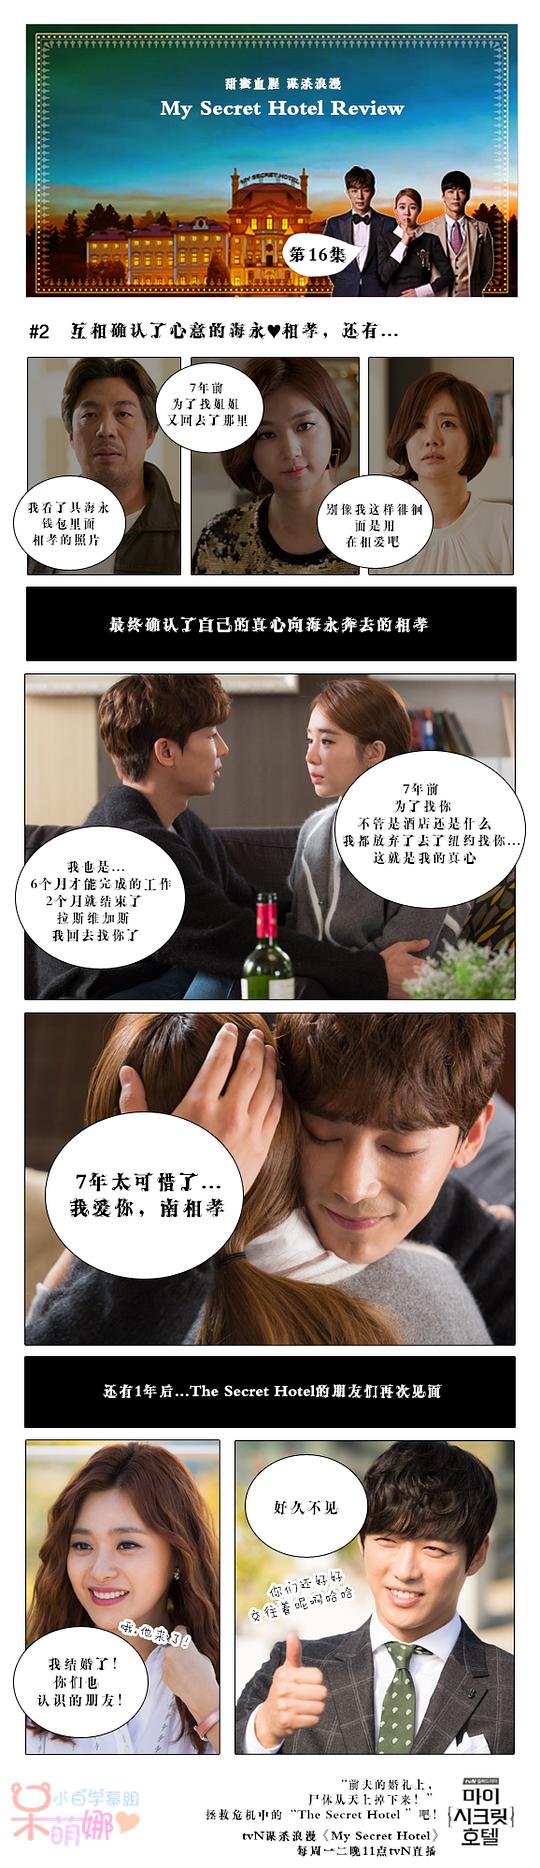 甜蜜血腥 谋杀浪漫
My Secret Hotel Review
MY SECRET HOTEL
第16集
#2 互相确认了心意的海永♥相孝，还有...
7年前
为了找姐姐
又回去了那里
我看了具海永
钱包里面
相孝的照片
别像我这样徘徊
而是用
在相爱吧
最终确认了自己的真心向海永奔去的相孝
7年前
为了找你
不管是酒店还是什么
我都放弃了去了纽约找你...
这就是我的真心
我也是...
6个月才能完成的工作
2个月就结束了
拉斯维加斯
我回去找你了
7年太可惜了...
我爱你，南相孝
还有1年后...The Secret Hotel的朋友们再次见面
好久不见
你们还好好
交往着呢啊哈哈
哦,他来了!
我结婚了!
你们也
认识的朋友!
小白字幕组
呆萌娜
“前夫的婚礼上，
尸体从天上掉下来！”
拯救危机中的“The Secret Hotel ”吧！
tvN谋杀浪漫《My Secret Hotel》
每周一二晚11点tvN直播
마이
시크릿
호텔